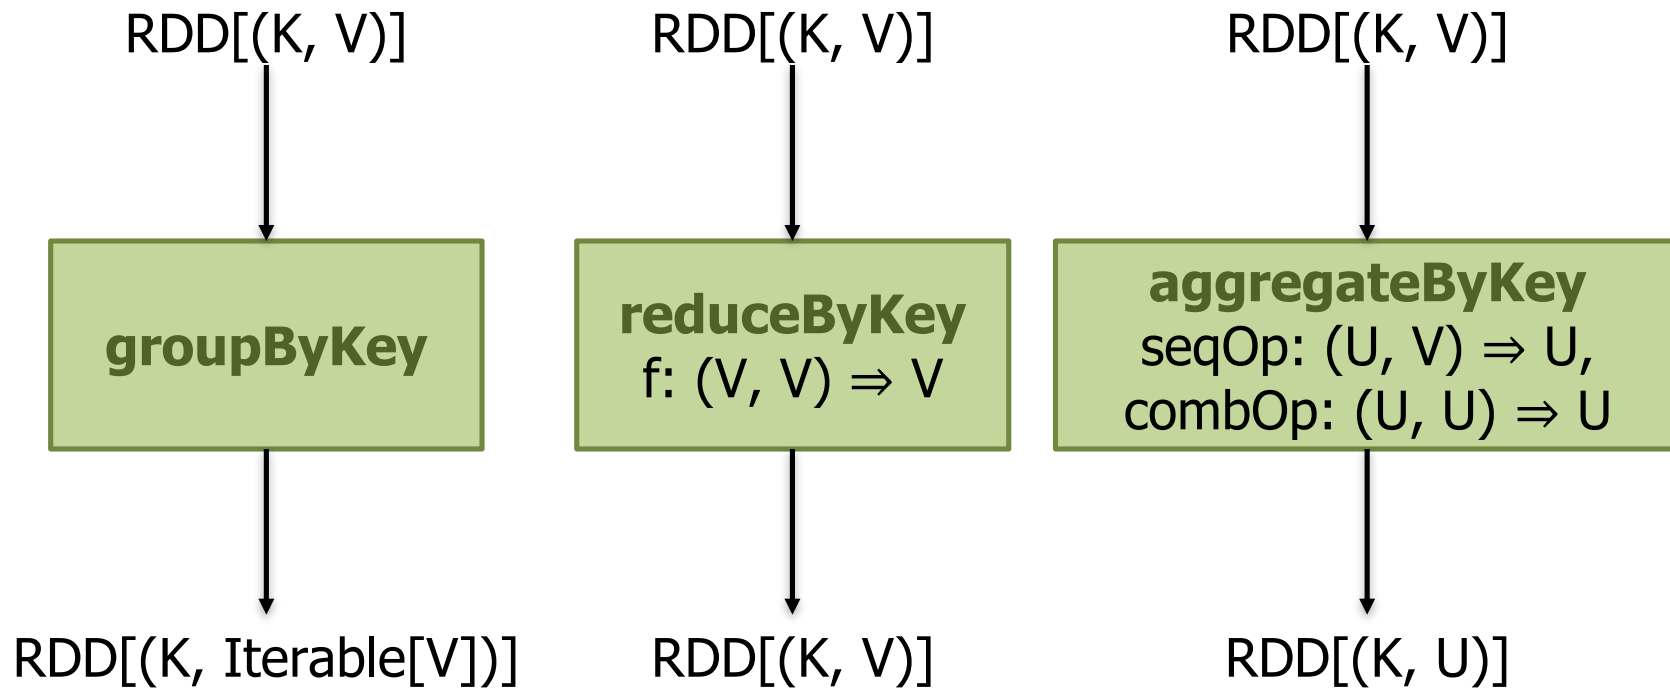 RDD[(K, V)]
groupByKey
RDD[(K, Iterable[V])]
RDD[(K, V)]
reduceByKey
f: (V, V) ⇒ V
RDD[(K, V)]
RDD[(K, V)]
aggregateByKey
seqOp: (U, V) ⇒ U,
combOp: (U, U) ⇒ U
RDD[(K, U)]